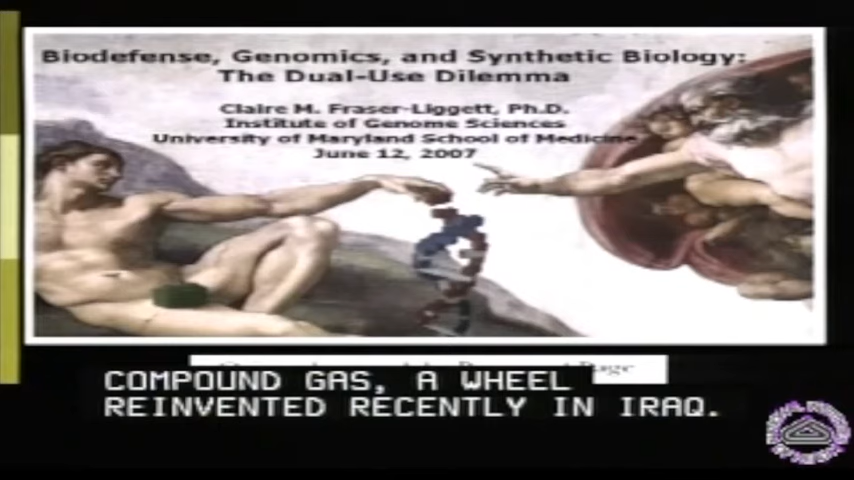 Biodefense, Genomics, and Synthetic Biology:
The Dual-Use Dilemma
Claire M. Fraser-Liggett, Ph.D.
Institute of Genome Sciences
University of Maryland School of Medicine
June 12, 2007
COMPOUND GAS, A WHEEL
REINVENTED RECENTLY IN IRAQ.